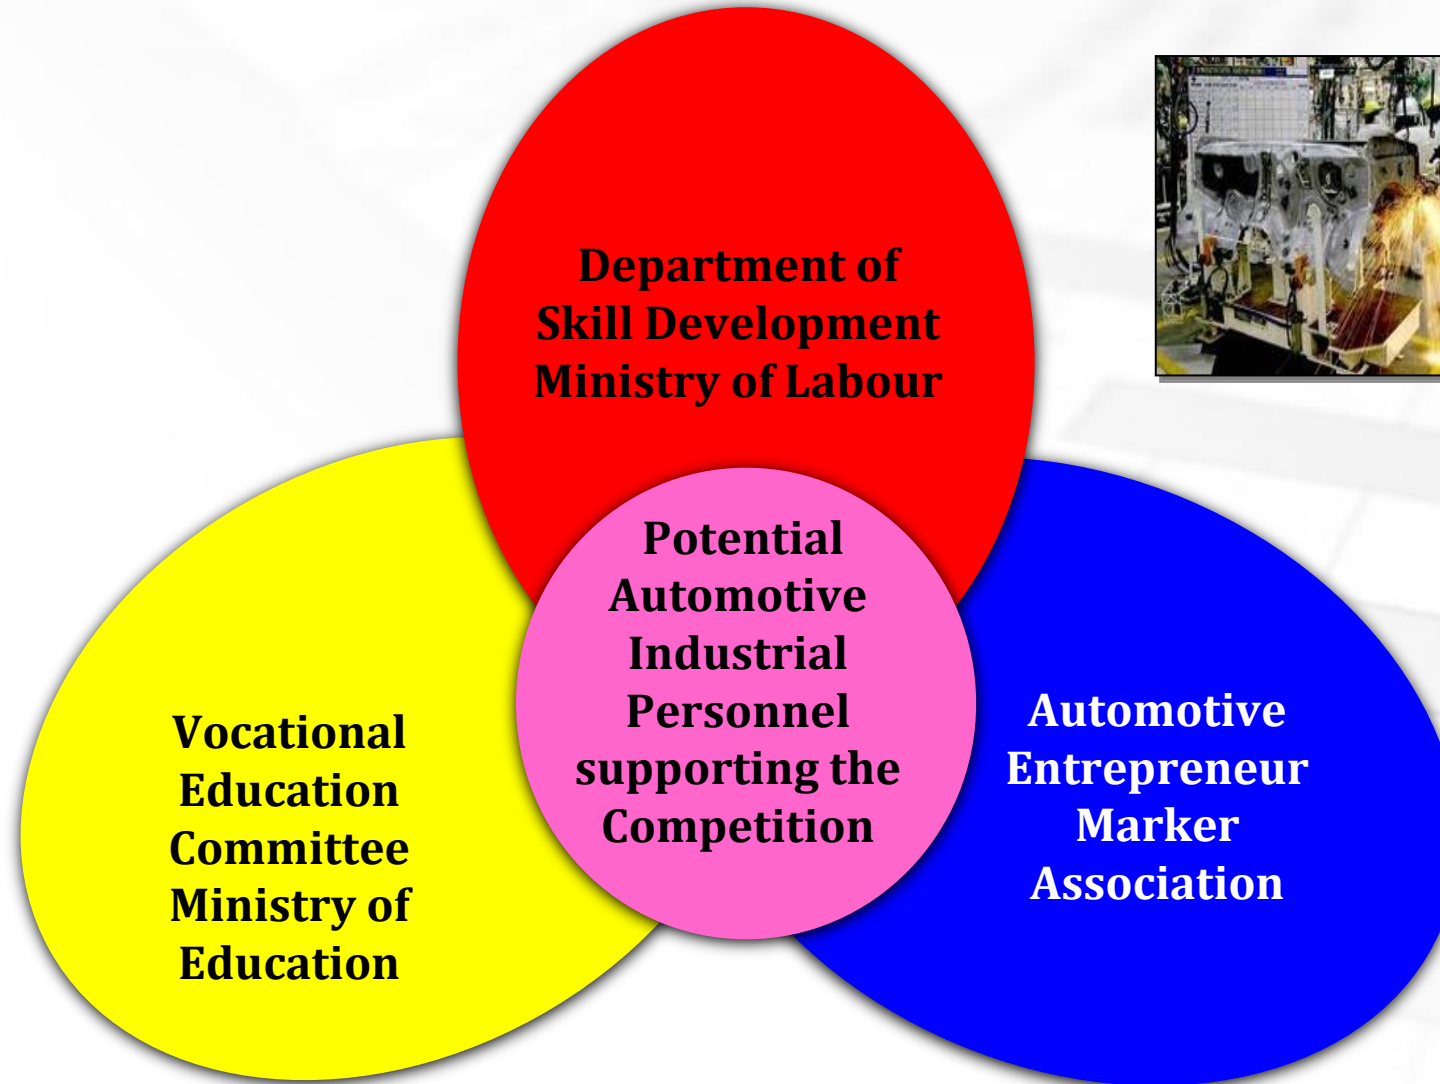 Department of
Skill Development
Ministry of Labour
Potential
Automotive
Industrial
Personnel
supporting the
Competition
Vocational
Education
Committee
Ministry of
Education
Automotive
Entrepreneur
Marker
Association